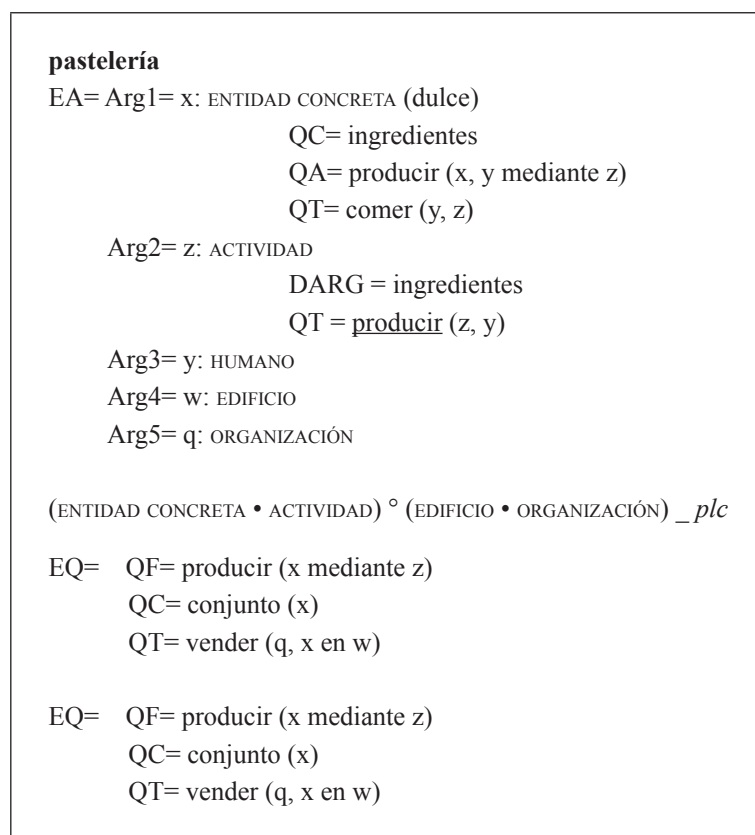 pastelería
EA= Arg1= x: ENTIDAD CONCRETA (dulce)
QC= ingredientes
QA= producir (x, y mediante z)
QT= comer (y, z)
Arg2= z: ACTIVIDAD
DARG = ingredientes
QT = producir (z, y)
Arg3= y: HUMANO
Arg4= w: EDIFICIO
Arg5= q: ORGANIZACIÓN
(ENTIDAD CONCRETA • ACTIVIDAD) ° (EDIFICIO • ORGANIZACIÓN) _ plc
EQ= QF= producir (x mediante z)
QC= conjunto (x)
QT= vender (q, x en w)
EQ= QF= producir (x mediante z)
QC= conjunto (x)
QT= vender (q, x en w)